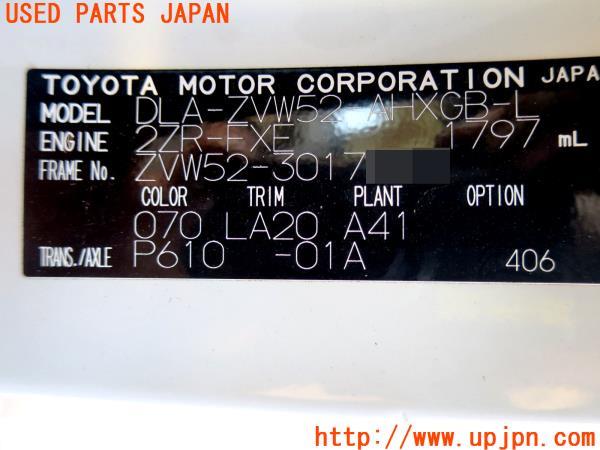 USED PARTS JAPAN
TOYOTA MOTOR CORPORATION JAPA
MODEL DLA-ZVW52 AHXGB-L
ENGINE 2ZR-FXE 1797 mL
FRAME No. ZVW52-3017
COLOR TRIM PLANT OPTION
070 LA20 A41
TRANS./AXLE P610 -01A 406
http://www.upjpn.com/